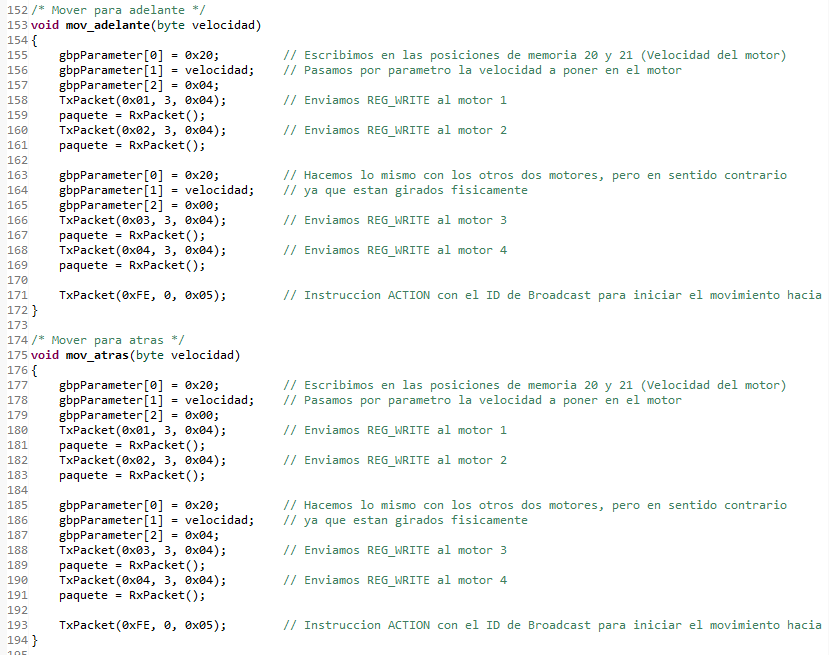 152 /* Mover para adelante */
153 void mov_adelante(byte velocidad)
154 {
155     gbpParameter[0] = 0x20;         // Escribimos en las posiciones de memoria 20 y 21 (Velocidad del motor)
156     gbpParameter[1] = velocidad;    // Pasamos por parametro la velocidad a poner en el motor
157     gbpParameter[2] = 0x04;
158     TxPacket(0x01, 3, 0x04);        // Enviamos REG_WRITE al motor 1
159     paquete = RxPacket();
160     TxPacket(0x02, 3, 0x04);        // Enviamos REG_WRITE al motor 2
161     paquete = RxPacket();
162
163     gbpParameter[0] = 0x20;         // Hacemos lo mismo con los otros dos motores, pero en sentido contrario
164     gbpParameter[1] = velocidad;    // ya que estan girados fisicamente
165     gbpParameter[2] = 0x00;
166     TxPacket(0x03, 3, 0x04);        // Enviamos REG_WRITE al motor 3
167     paquete = RxPacket();
168     TxPacket(0x04, 3, 0x04);        // Enviamos REG_WRITE al motor 4
169     paquete = RxPacket();
170
171     TxPacket(0xFE, 0, 0x05);        // Instruccion ACTION con el ID de Broadcast para iniciar el movimiento hacia
172 }
173
174 /* Mover para atras */
175 void mov_atras(byte velocidad)
176 {
177     gbpParameter[0] = 0x20;         // Escribimos en las posiciones de memoria 20 y 21 (Velocidad del motor)
178     gbpParameter[1] = velocidad;    // Pasamos por parametro la velocidad a poner en el motor
179     gbpParameter[2] = 0x00;
180     TxPacket(0x01, 3, 0x04);        // Enviamos REG_WRITE al motor 1
181     paquete = RxPacket();
182     TxPacket(0x02, 3, 0x04);        // Enviamos REG_WRITE al motor 2
183     paquete = RxPacket();
184
185     gbpParameter[0] = 0x20;         // Hacemos lo mismo con los otros dos motores, pero en sentido contrario
186     gbpParameter[1] = velocidad;    // ya que estan girados fisicamente
187     gbpParameter[2] = 0x04;
188     TxPacket(0x03, 3, 0x04);        // Enviamos REG_WRITE al motor 3
189     paquete = RxPacket();
190     TxPacket(0x04, 3, 0x04);        // Enviamos REG_WRITE al motor 4
191     paquete = RxPacket();
192
193     TxPacket(0xFE, 0, 0x05);        // Instruccion ACTION con el ID de Broadcast para iniciar el movimiento hacia
194 }